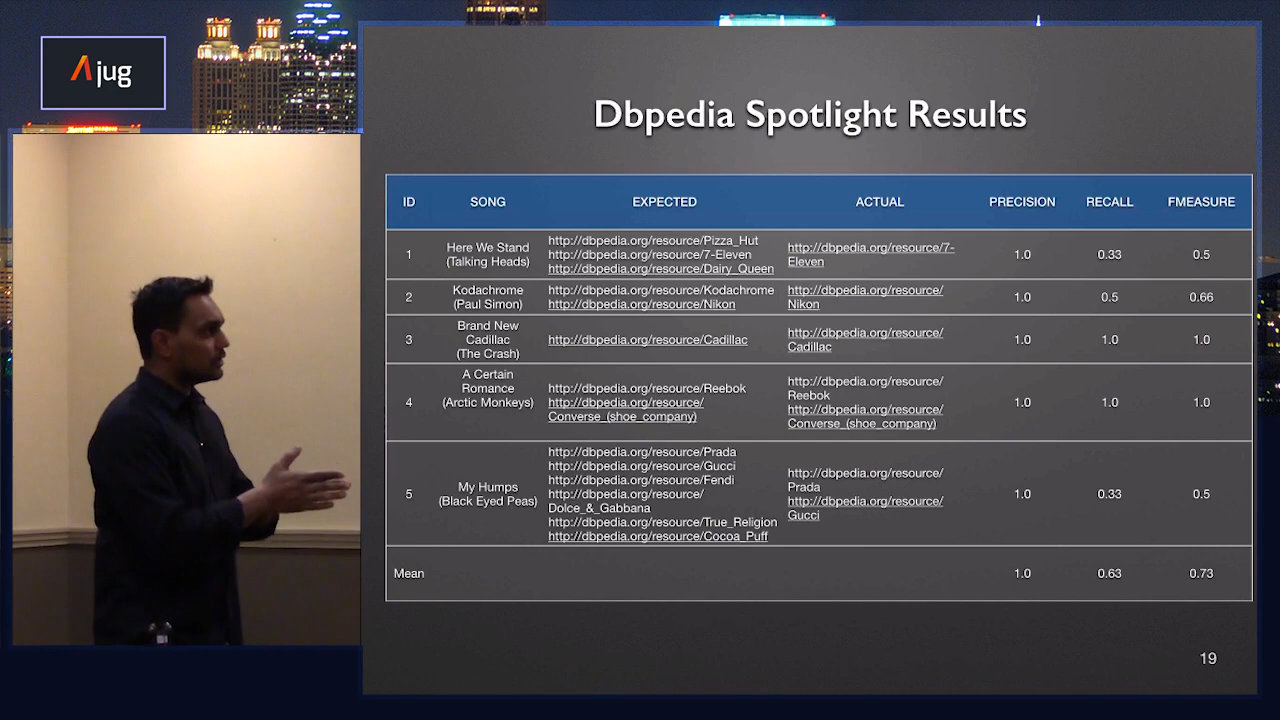 Ajug
Dbpedia Spotlight Results
ID SONG EXPECTED ACTUAL PRECISION RECALL FMEASURE
1
Here We Stand
(Talking Heads)
http://dbpedia.org/resource/Pizza_Hut
http://dbpedia.org/resource/7-Eleven
http://dbpedia.org/resource/Dairy_Queen
http://dbpedia.org/resource/7-
Eleven
1.0 0.33 0.5
2
Kodachrome
(Paul Simon)
http://dbpedia.org/resource/Kodachrome
http://dbpedia.org/resource/Nikon
http://dbpedia.org/resource/
Nikon
1.0 0.5 0.66
3
Brand New
Cadillac
(The Crash)
http://dbpedia.org/resource/Cadillac
http://dbpedia.org/resource/
Cadillac
1.0 1.0 1.0
4
A Certain
Romance
(Arctic Monkeys)
http://dbpedia.org/resource/Reebok
http://dbpedia.org/resource/
Converse_(shoe_company)
http://dbpedia.org/resource/
Reebok
http://dbpedia.org/resource/
Converse_(shoe_company)
1.0 1.0 1.0
5
My Humps
(Black Eyed Peas)
http://dbpedia.org/resource/Prada
http://dbpedia.org/resource/Gucci
http://dbpedia.org/resource/Fendi
http://dbpedia.org/resource/
Dolce_&_Gabbana
http://dbpedia.org/resource/True_Religion
http://dbpedia.org/resource/Cocoa_Puff
http://dbpedia.org/resource/
Prada
http://dbpedia.org/resource/
Gucci
1.0 0.33 0.5
Mean 1.0 0.63 0.73
19